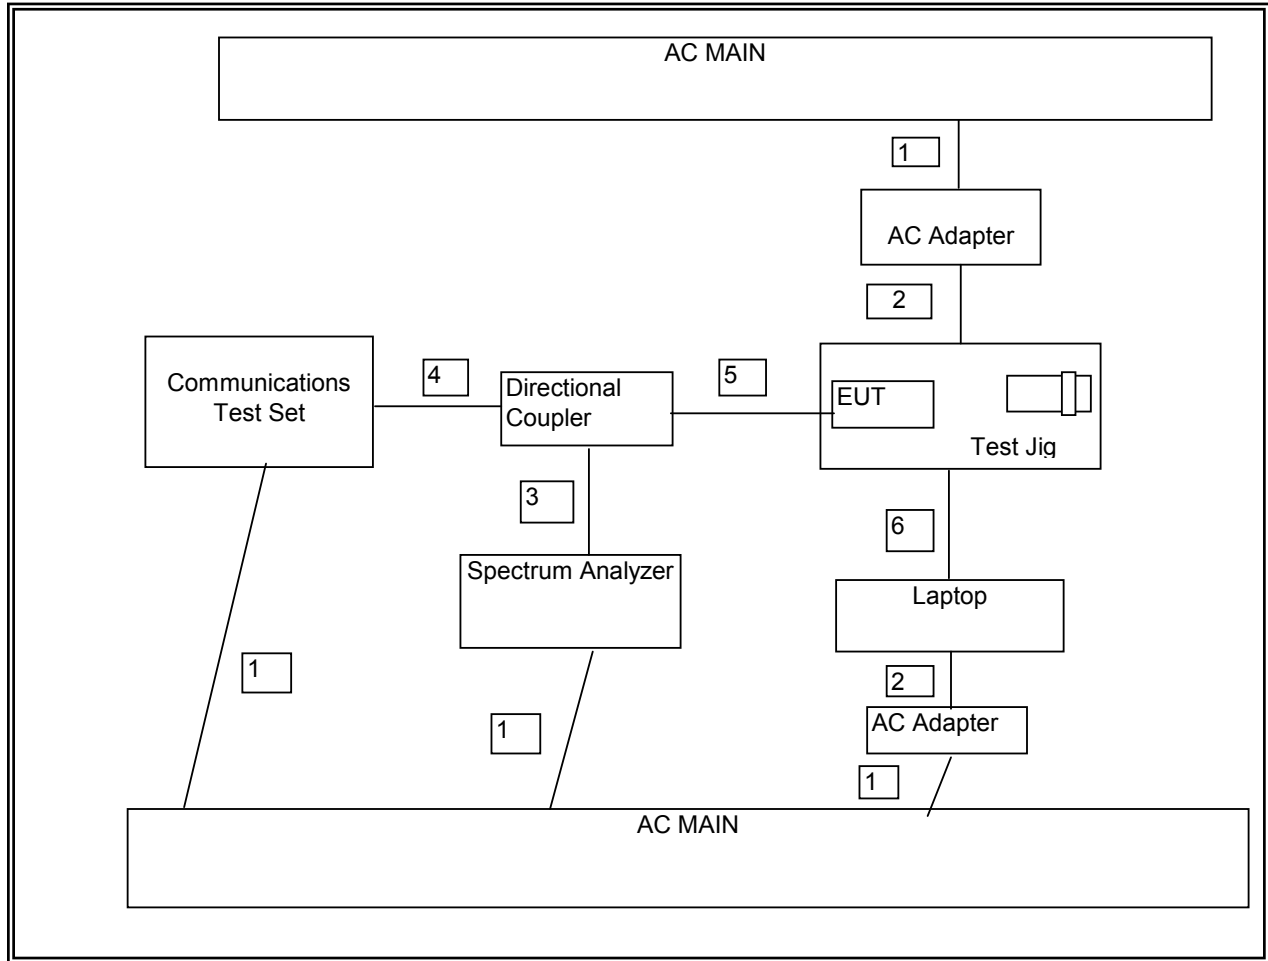 AC MAIN
1
AC Adapter
2
Communications
Test Set
4
Directional
Coupler
5
EUT
Test Jig
3
6
Spectrum Analyzer
Laptop
1
2
1
AC Adapter
1
AC MAIN